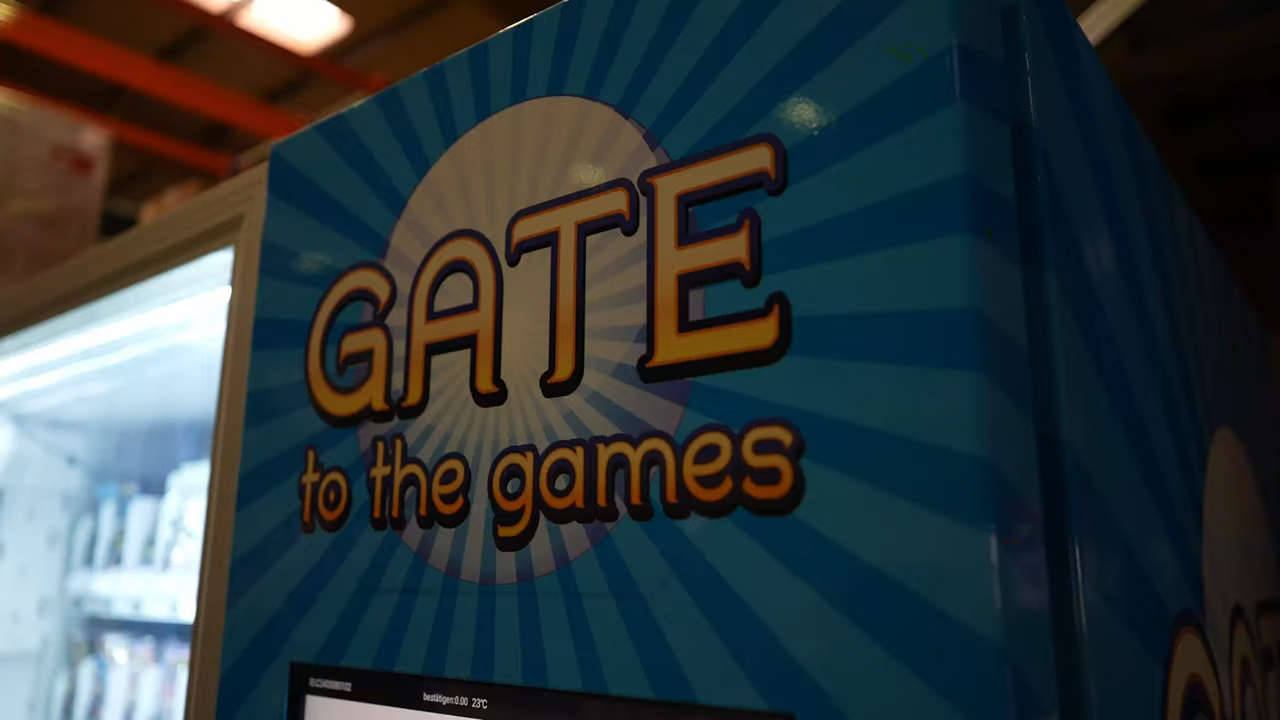 GATE
to the games
bestätigen:0.00 23℃